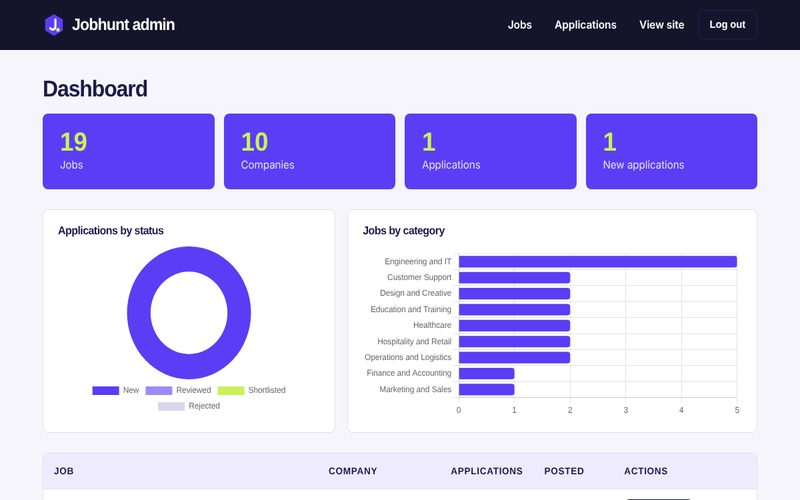 Jobhunt admin
Jobs Applications View site Log out
Dashboard
19
Jobs
10
Companies
1
Applications
1
New applications
Applications by status
New Reviewed Shortlisted
Rejected
Jobs by category
Engineering and IT
Customer Support
Design and Creative
Education and Training
Healthcare
Hospitality and Retail
Operations and Logistics
Finance and Accounting
Marketing and Sales
0 1 2 3 4 5
JOB COMPANY APPLICATIONS POSTED ACTIONS